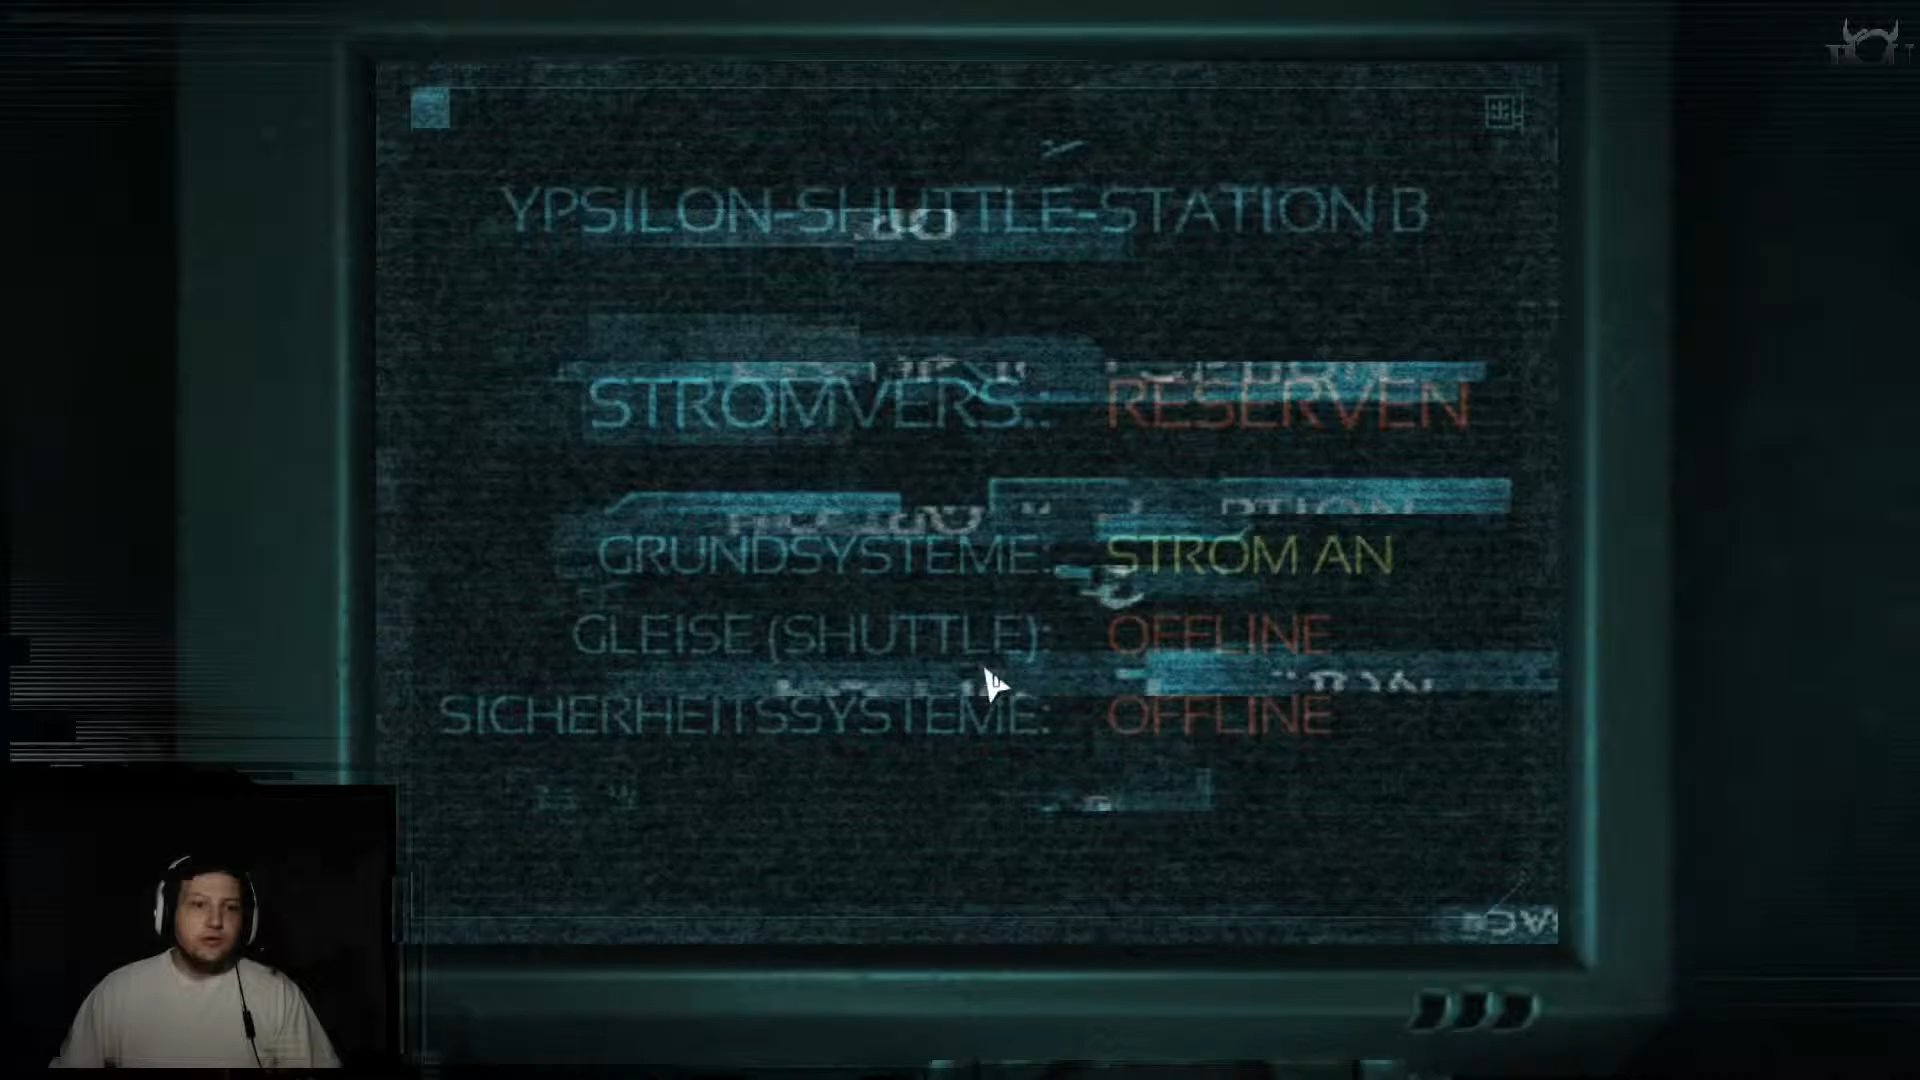 YPSILON-SHUTTLE-STATION B
STROMVERS.: RESERVEN
GRUNDSYSTEME: STROM AN
GLEISE (SHUTTLE): OFFLINE
SICHERHEITSSYSTEME: OFFLINE